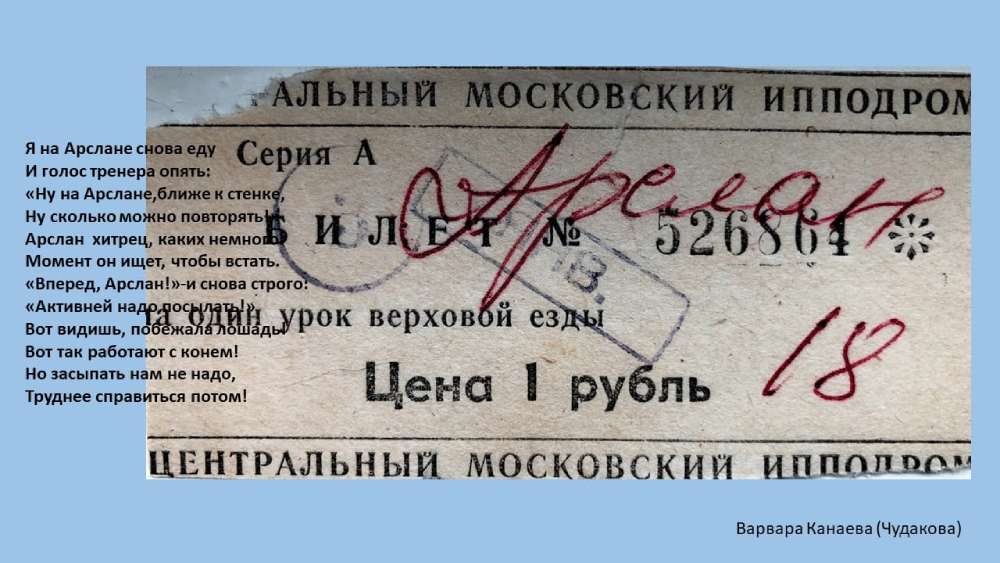 Я на Арслане снова еду
И голос тренера опять:
«Ну на Арслане,ближе к стенке,
Ну сколько можно повторять!
Арслан хитрец, каких немного
Момент он ищет, чтобы встать.
«Вперед, Арслан!»-и снова строго:
«Активней надо посылать!»
Вот видишь, побежала лошадь!
Вот так работают с конем!
Но засыпать нам не надо,
Труднее справиться потом!
РАЛЬНЫЙ МОСКОВСКИЙ ИППОДРОМ
Серия А
Арслан
БИЛЕТ № 526864
на один урок верховой езды
18
Цена 1 рубль
ЦЕНТРАЛЬНЫЙ МОСКОВСКИЙ ИППОДРОМ
Варвара Канаева (Чудакова)